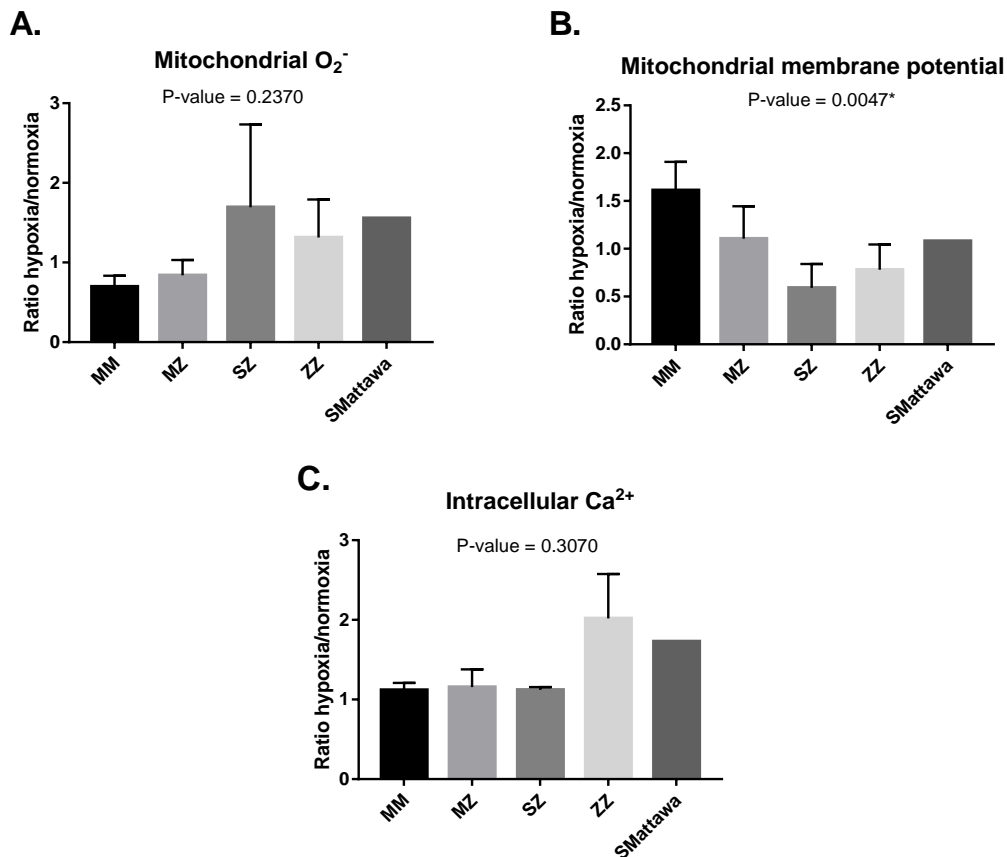 A.
Mitochondrial O₂⁻
P-value = 0.2370
Ratio hypoxia/normoxia
3
2
1
0
MM
MZ
SZ
ZZ
SMattawa
B.
Mitochondrial membrane potential
P-value = 0.0047*
Ratio hypoxia/normoxia
2.5
2.0
1.5
1.0
0.5
0.0
MM
MZ
SZ
ZZ
SMattawa
C.
Intracellular Ca²⁺
P-value = 0.3070
Ratio hypoxia/normoxia
3
2
1
0
MM
MZ
SZ
ZZ
SMattawa